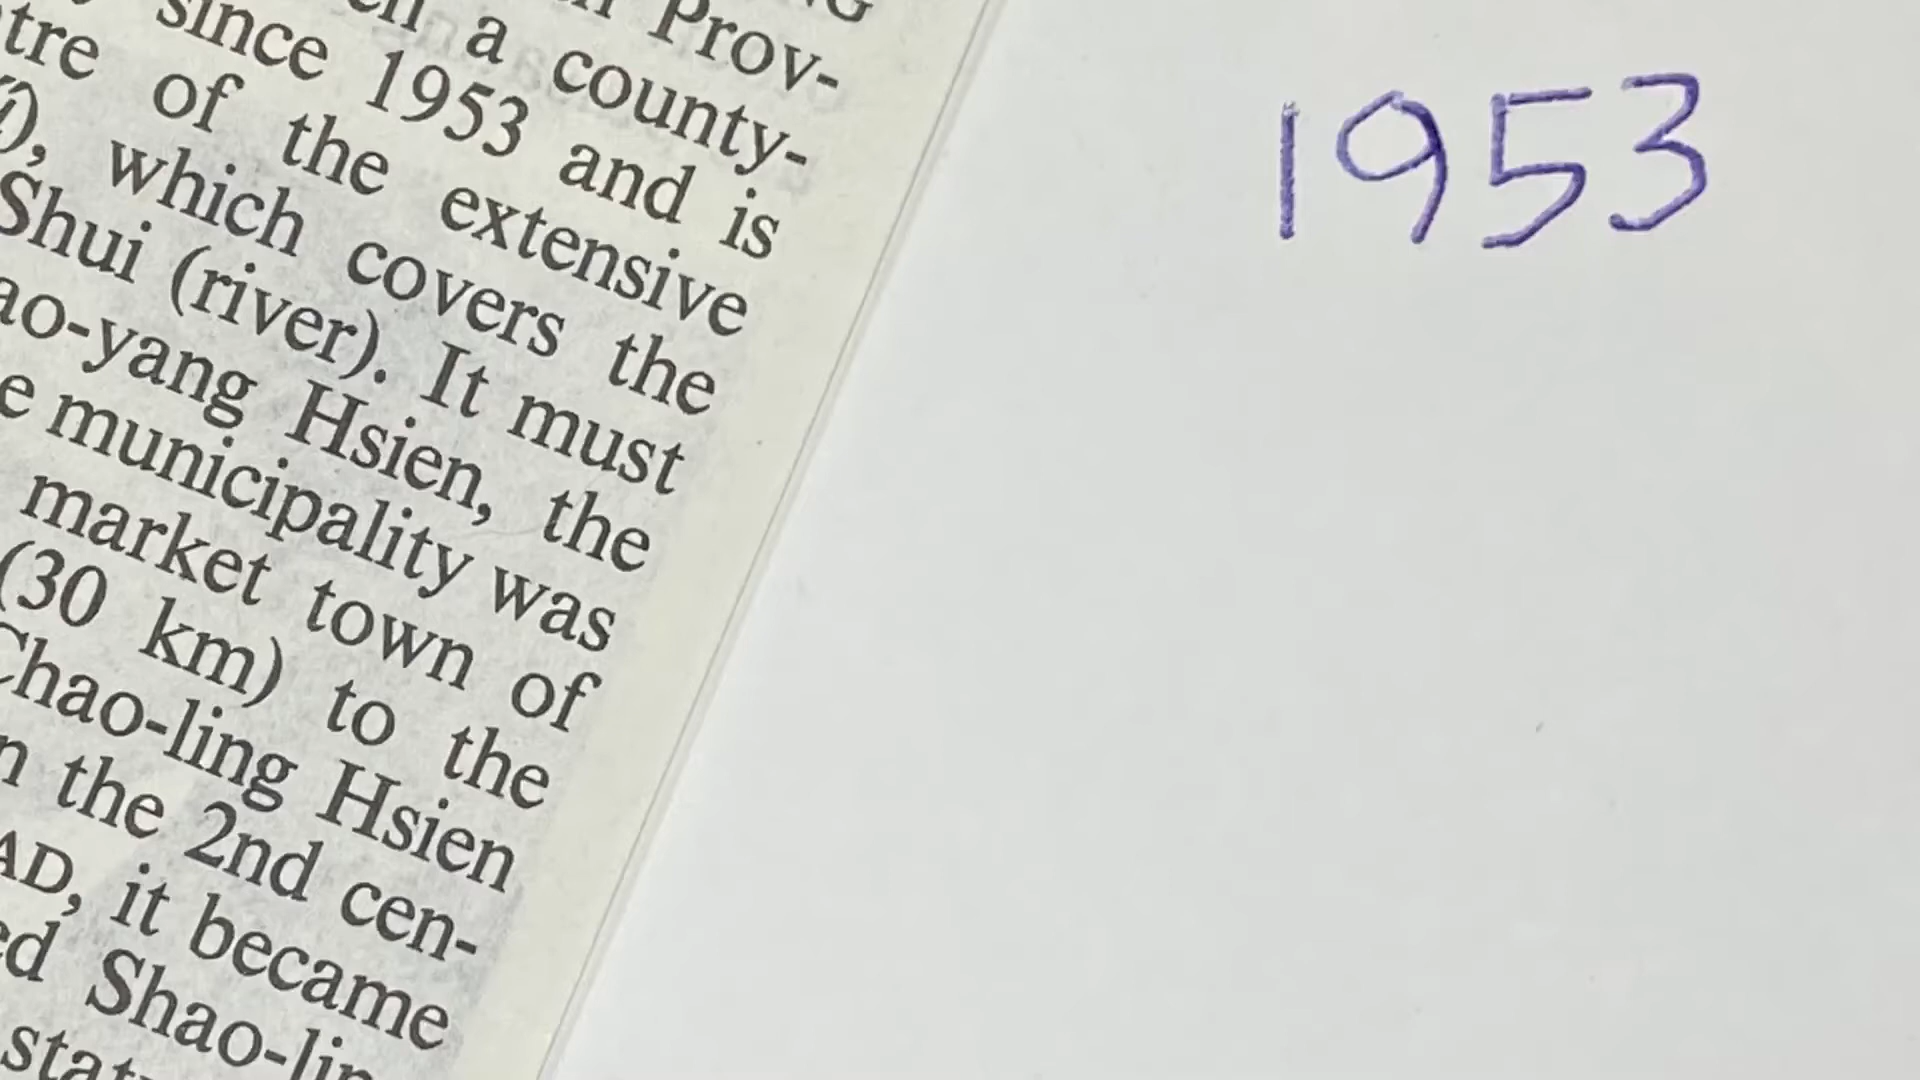 Prov-
a county-
since 1953 and is
of the extensive
which covers the
Shui (river). It must
ao-yang Hsien, the
municipality was
market town of
(30 km) to the
Chao-ling Hsien
the 2nd cen-
AD, it became
Shao-lin
1953